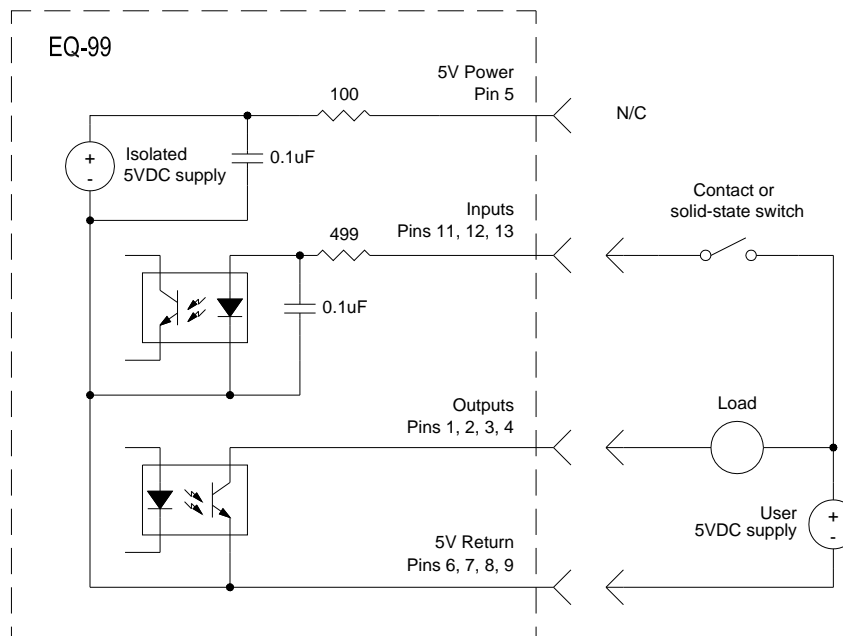 EQ-99
5V Power
Pin 5
100
N/C
+
-
Isolated
5VDC supply
0.1uF
Contact or
solid-state switch
Inputs
Pins 11, 12, 13
499
0.1uF
Outputs
Pins 1, 2, 3, 4
Load
User
5VDC supply
+
-
5V Return
Pins 6, 7, 8, 9